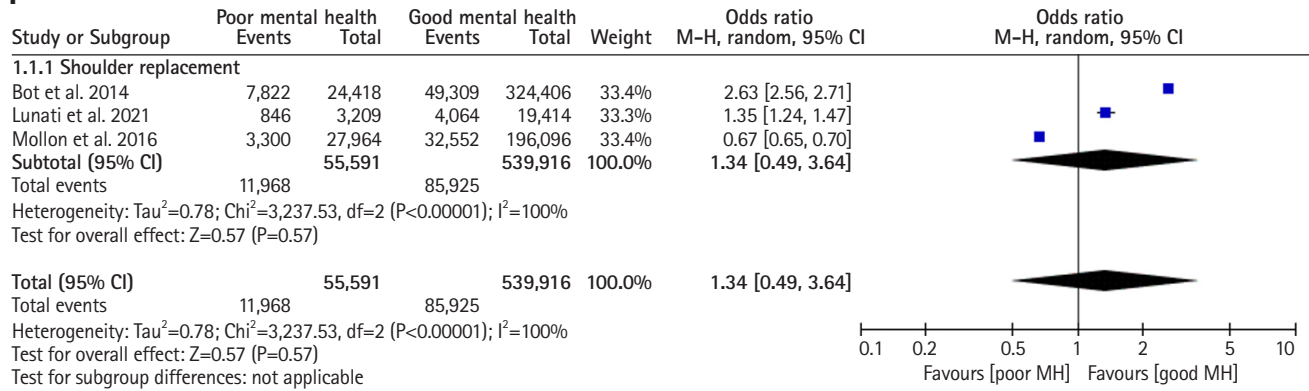 Poor mental health Good mental health Odds ratio Odds ratio
Study or Subgroup Events Total Events Total Weight M-H, random, 95% CI M-H, random, 95% CI
1.1.1 Shoulder replacement
Bot et al. 2014 7,822 24,418 49,309 324,406 33.4% 2.63 [2.56, 2.71]
Lunati et al. 2021 846 3,209 4,064 19,414 33.3% 1.35 [1.24, 1.47]
Mollon et al. 2016 3,300 27,964 32,552 196,096 33.4% 0.67 [0.65, 0.70]
Subtotal (95% CI) 55,591 539,916 100.0% 1.34 [0.49, 3.64]
Total events 11,968 85,925
Heterogeneity: Tau²=0.78; Chi²=3,237.53, df=2 (P<0.00001); I²=100%
Test for overall effect: Z=0.57 (P=0.57)
Total (95% CI) 55,591 539,916 100.0% 1.34 [0.49, 3.64]
Total events 11,968 85,925
Heterogeneity: Tau²=0.78; Chi²=3,237.53, df=2 (P<0.00001); I²=100%
Test for overall effect: Z=0.57 (P=0.57)
Test for subgroup differences: not applicable
0.1 0.2 0.5 1 2 5 10
Favours [poor MH] Favours [good MH]